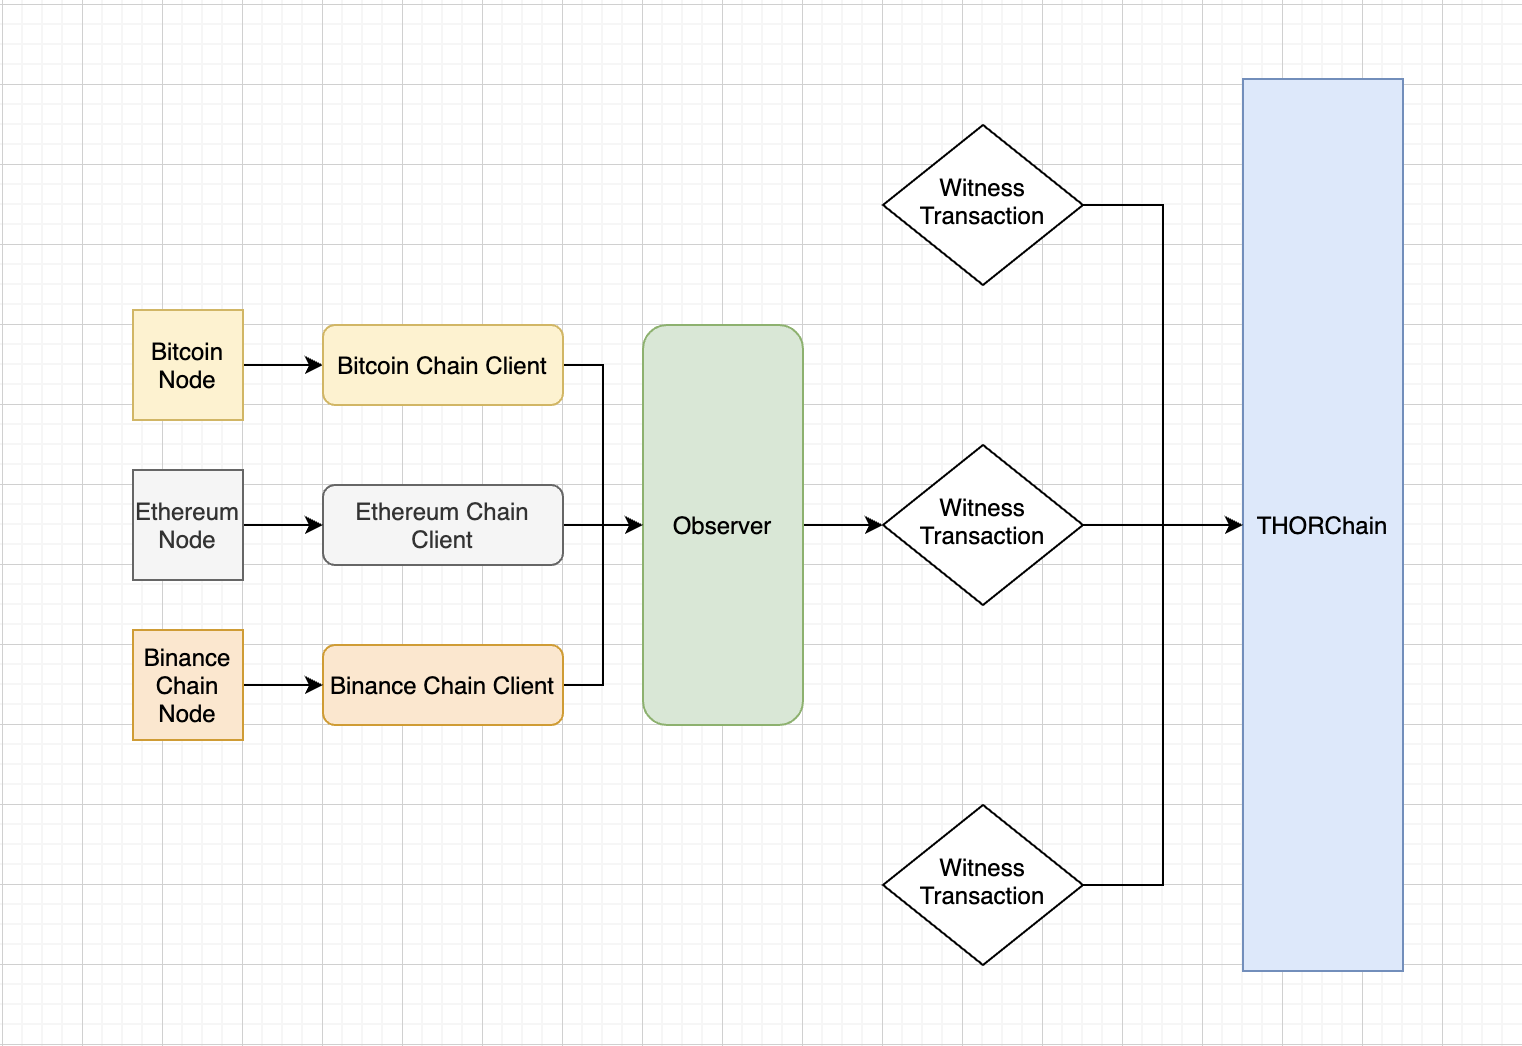 Witness
Transaction
Bitcoin
Node
Bitcoin Chain Client
Ethereum
Node
Ethereum Chain
Client
Observer
Witness
Transaction
THORChain
Binance
Chain
Node
Binance Chain Client
Witness
Transaction